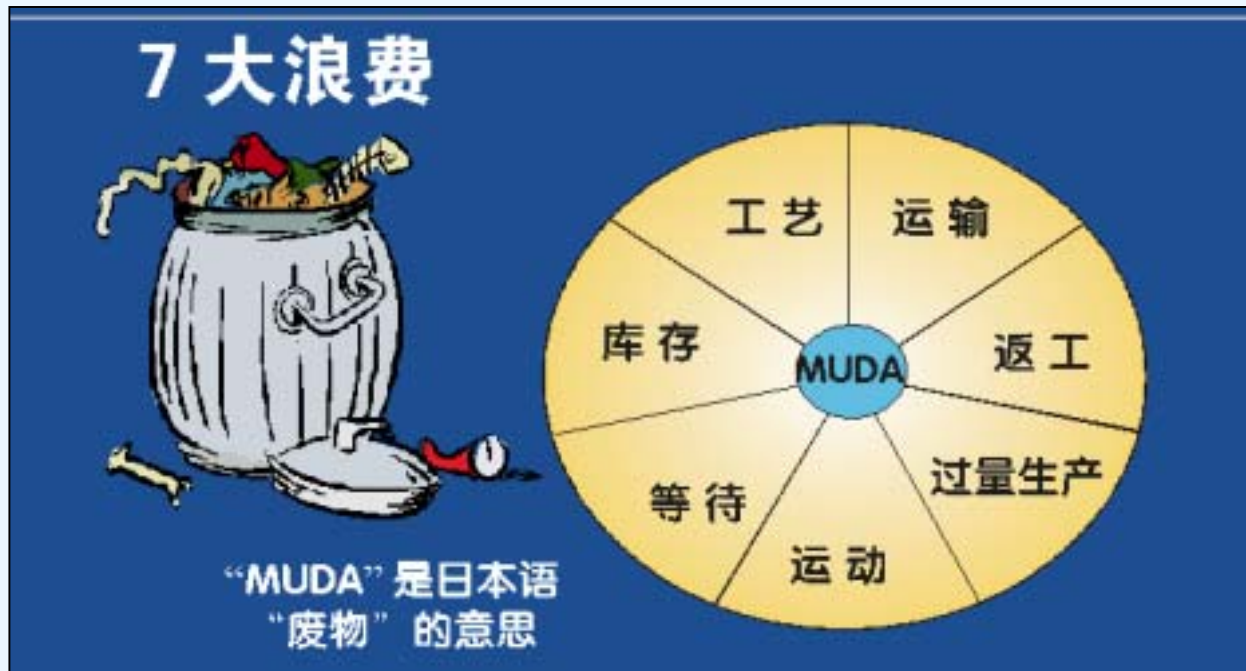 7 大浪费
工艺
运输
库存
MUDA
返工
等待
过量生产
运动
“MUDA” 是日本语
“废物” 的意思